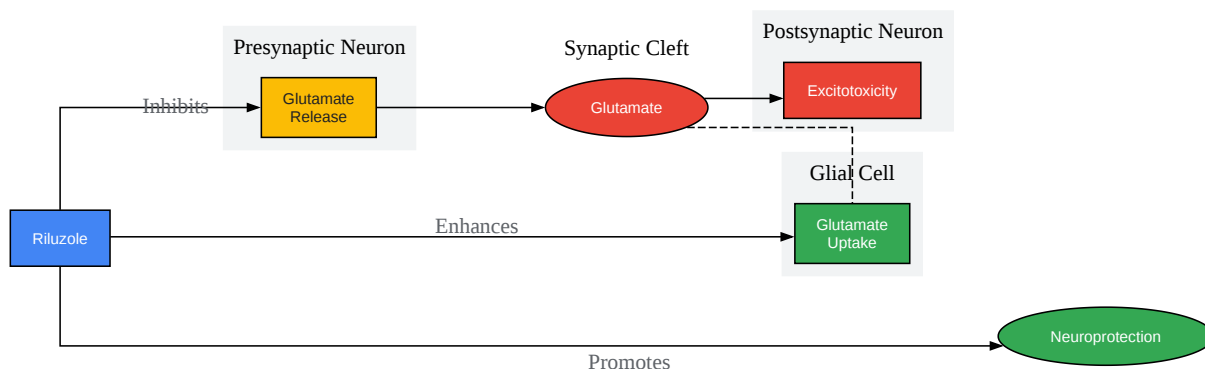 Presynaptic Neuron
Synaptic Cleft
Postsynaptic Neuron
Inhibits
Glutamate
Release
Glutamate
Excitotoxicity
Glial Cell
Riluzole
Enhances
Glutamate
Uptake
Promotes
Neuroprotection